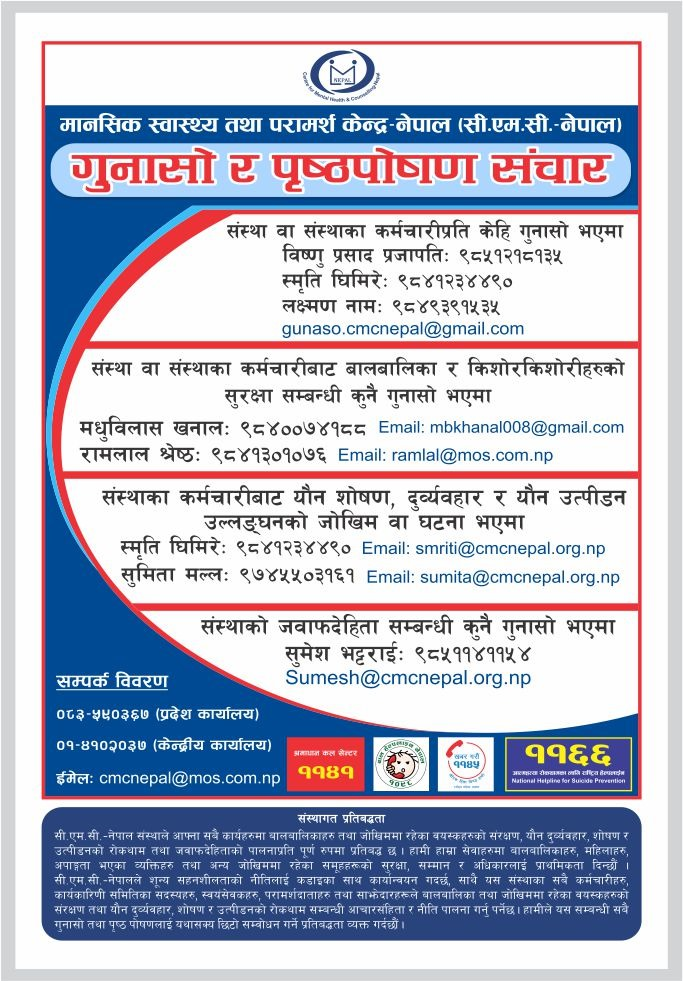 NEPAL
Centre for Mental Health & Counselling Nepal
मानसिक स्वास्थ्य तथा परामर्श केन्द्र-नेपाल (सी.एम.सी.-नेपाल)
गुनासो र पृष्ठपोषण संचार
संस्था वा संस्थाका कर्मचारीप्रति केहि गुनासो भएमा
विष्णु प्रसाद प्रजापतिः ९८५१२१८१३५
स्मृति घिमिरेः ९८४१२३४४९०
लक्ष्मण नामः ९८४९३९१५३५
gunaso.cmcnepal@gmail.com
संस्था वा संस्थाका कर्मचारीबाट बालबालिका र किशोरकिशोरीहरुको
सुरक्षा सम्बन्धी कुनै गुनासो भएमा
मधुविलास खनालः ९८४००७४१८८ Email: mbkhanal008@gmail.com
रामलाल श्रेष्ठः ९८४१३०१०७६ Email: ramlal@mos.com.np
संस्थाका कर्मचारीबाट यौन शोषण, दुर्व्यवहार र यौन उत्पीडन
उल्लङ्घनको जोखिम वा घटना भएमा
स्मृति घिमिरेः ९८४१२३४४९० Email: smriti@cmcnepal.org.np
सुमिता मल्लः ९७४५५०३१६१ Email: sumita@cmcnepal.org.np
संस्थाको जवाफदेहिता सम्बन्धी कुनै गुनासो भएमा
सुमेश भट्टराईः ९८५११४११५४
Sumesh@cmcnepal.org.np
सम्पर्क विवरण
०८३-५९०३६७ (प्रदेश कार्यालय)
०१-४१०२०३७ (केन्द्रीय कार्यालय)
ईमेलः cmcnepal@mos.com.np
कल सेन्टर
११४१
बाल हेल्पलाइन नेपाल
१०९८
खबर गरौं
११४५
११६६
आत्महत्या रोकथामका लागि राष्ट्रिय हेल्पलाइन
National Helpline for Suicide Prevention
संस्थागत प्रतिबद्धता
सी.एम.सी.-नेपाल संस्थाले आफ्ना सबै कार्यहरुमा बालबालिकाहरु तथा जोखिममा रहेका वयस्कहरुको संरक्षण, यौन दुर्व्यवहार, शोषण र
उत्पीडनको रोकथाम तथा जवाफदेहिताको पालनाप्रति पूर्ण रुपमा प्रतिबद्ध छ । हामी हाम्रा सेवाहरुमा बालबालिकाहरु, महिलाहरु,
अपाङ्गता भएका व्यक्तिहरु तथा अन्य जोखिममा रहेका समूहहरूको सुरक्षा, सम्मान र अधिकारलाई प्राथमिकता दिन्छौं ।
सी.एम.सी.-नेपालले शून्य सहनशीलताको नीतिलाई कडाइका साथ कार्यान्वयन गर्दछ, साथै यस संस्थाका सबै कर्मचारीहरु,
कार्यकारिणी समितिका सदस्यहरु, स्वयंसेवकहरु, परामर्शदाताहरु तथा साझेदारहरूले बालबालिका तथा जोखिममा रहेका वयस्कहरुको
संरक्षण तथा यौन दुर्व्यवहार, शोषण र उत्पीडनको रोकथाम सम्बन्धी आचारसंहिता र नीति पालना गर्नु पर्नेछ । हामीले यस सम्बन्धी सबै
गुनासो तथा पृष्ठ पोषणलाई यथासक्य छिटो सम्बोधन गर्ने प्रतिबद्धता व्यक्त गर्दछौं ।